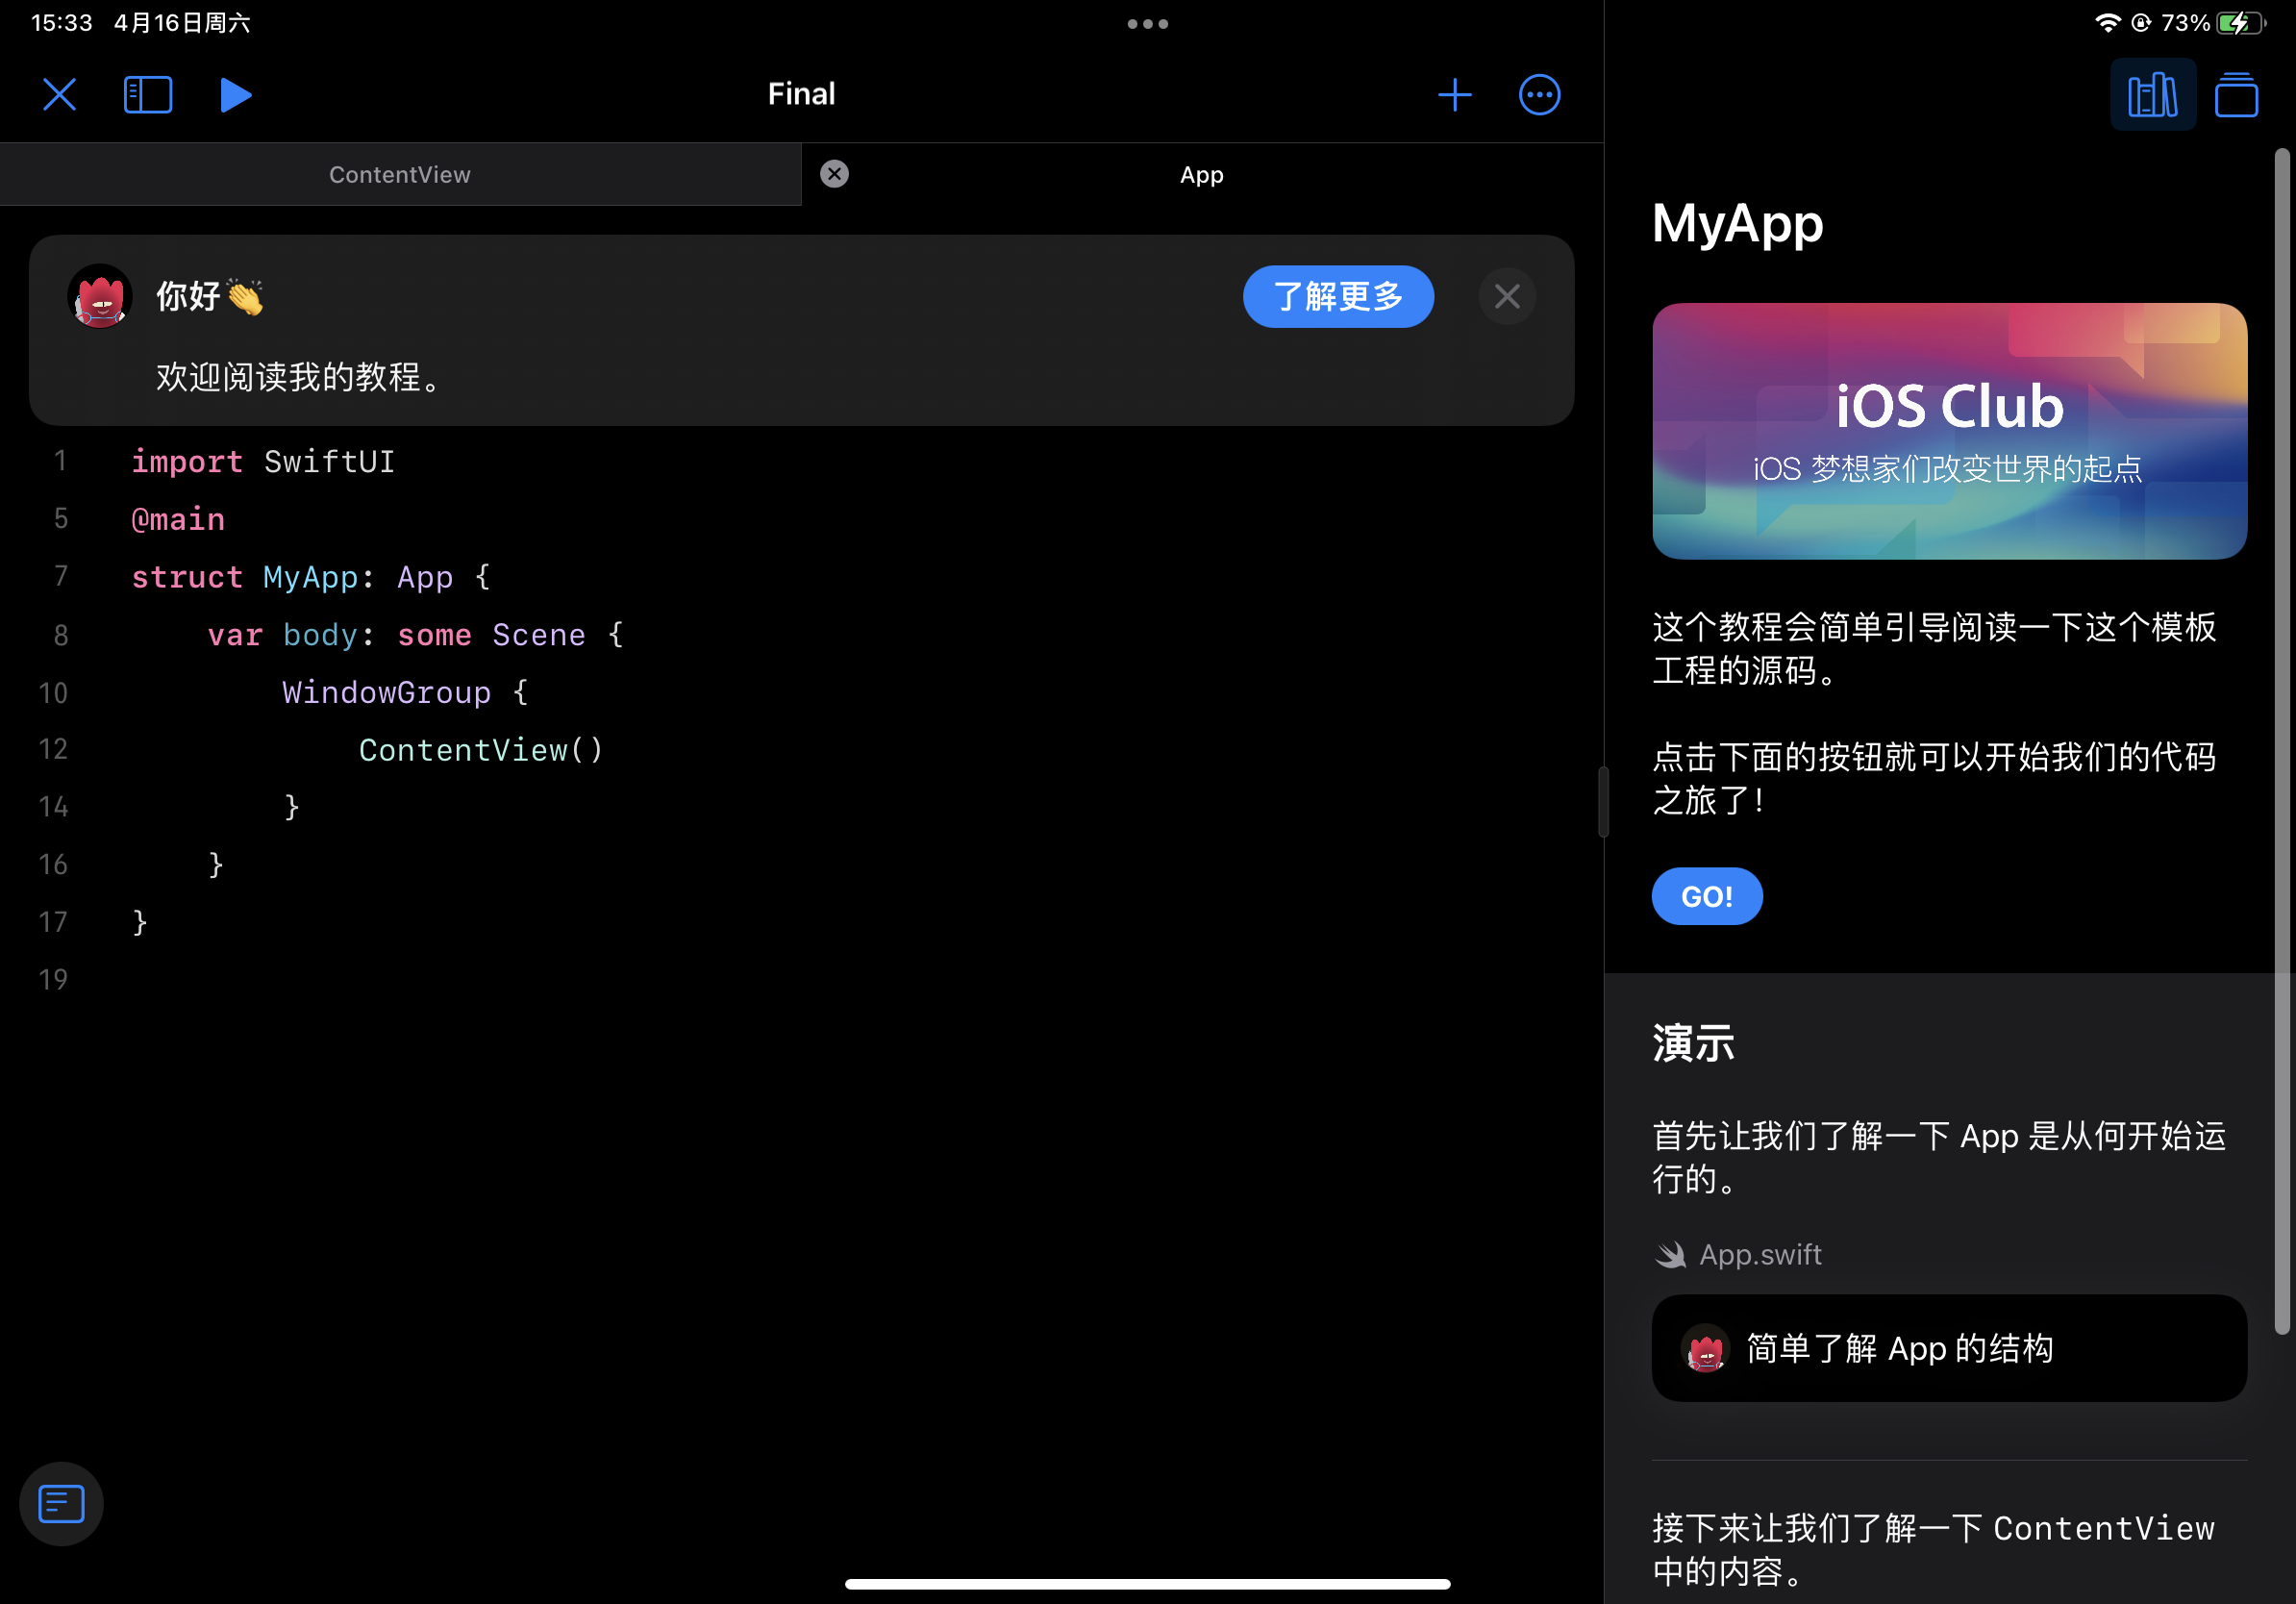 15:33 4月16日周六
73%
Final
ContentView
App
你好👏
了解更多
欢迎阅读我的教程。
1 import SwiftUI
5 @main
7 struct MyApp: App {
8 var body: some Scene {
10 WindowGroup {
12 ContentView()
14 }
16 }
17 }
19
MyApp
iOS Club
iOS 梦想家们改变世界的起点
这个教程会简单引导阅读一下这个模板
工程的源码。
点击下面的按钮就可以开始我们的代码
之旅了！
GO!
演示
首先让我们了解一下 App 是从何开始运
行的。
App.swift
简单了解 App 的结构
接下来让我们了解一下 ContentView
中的内容。